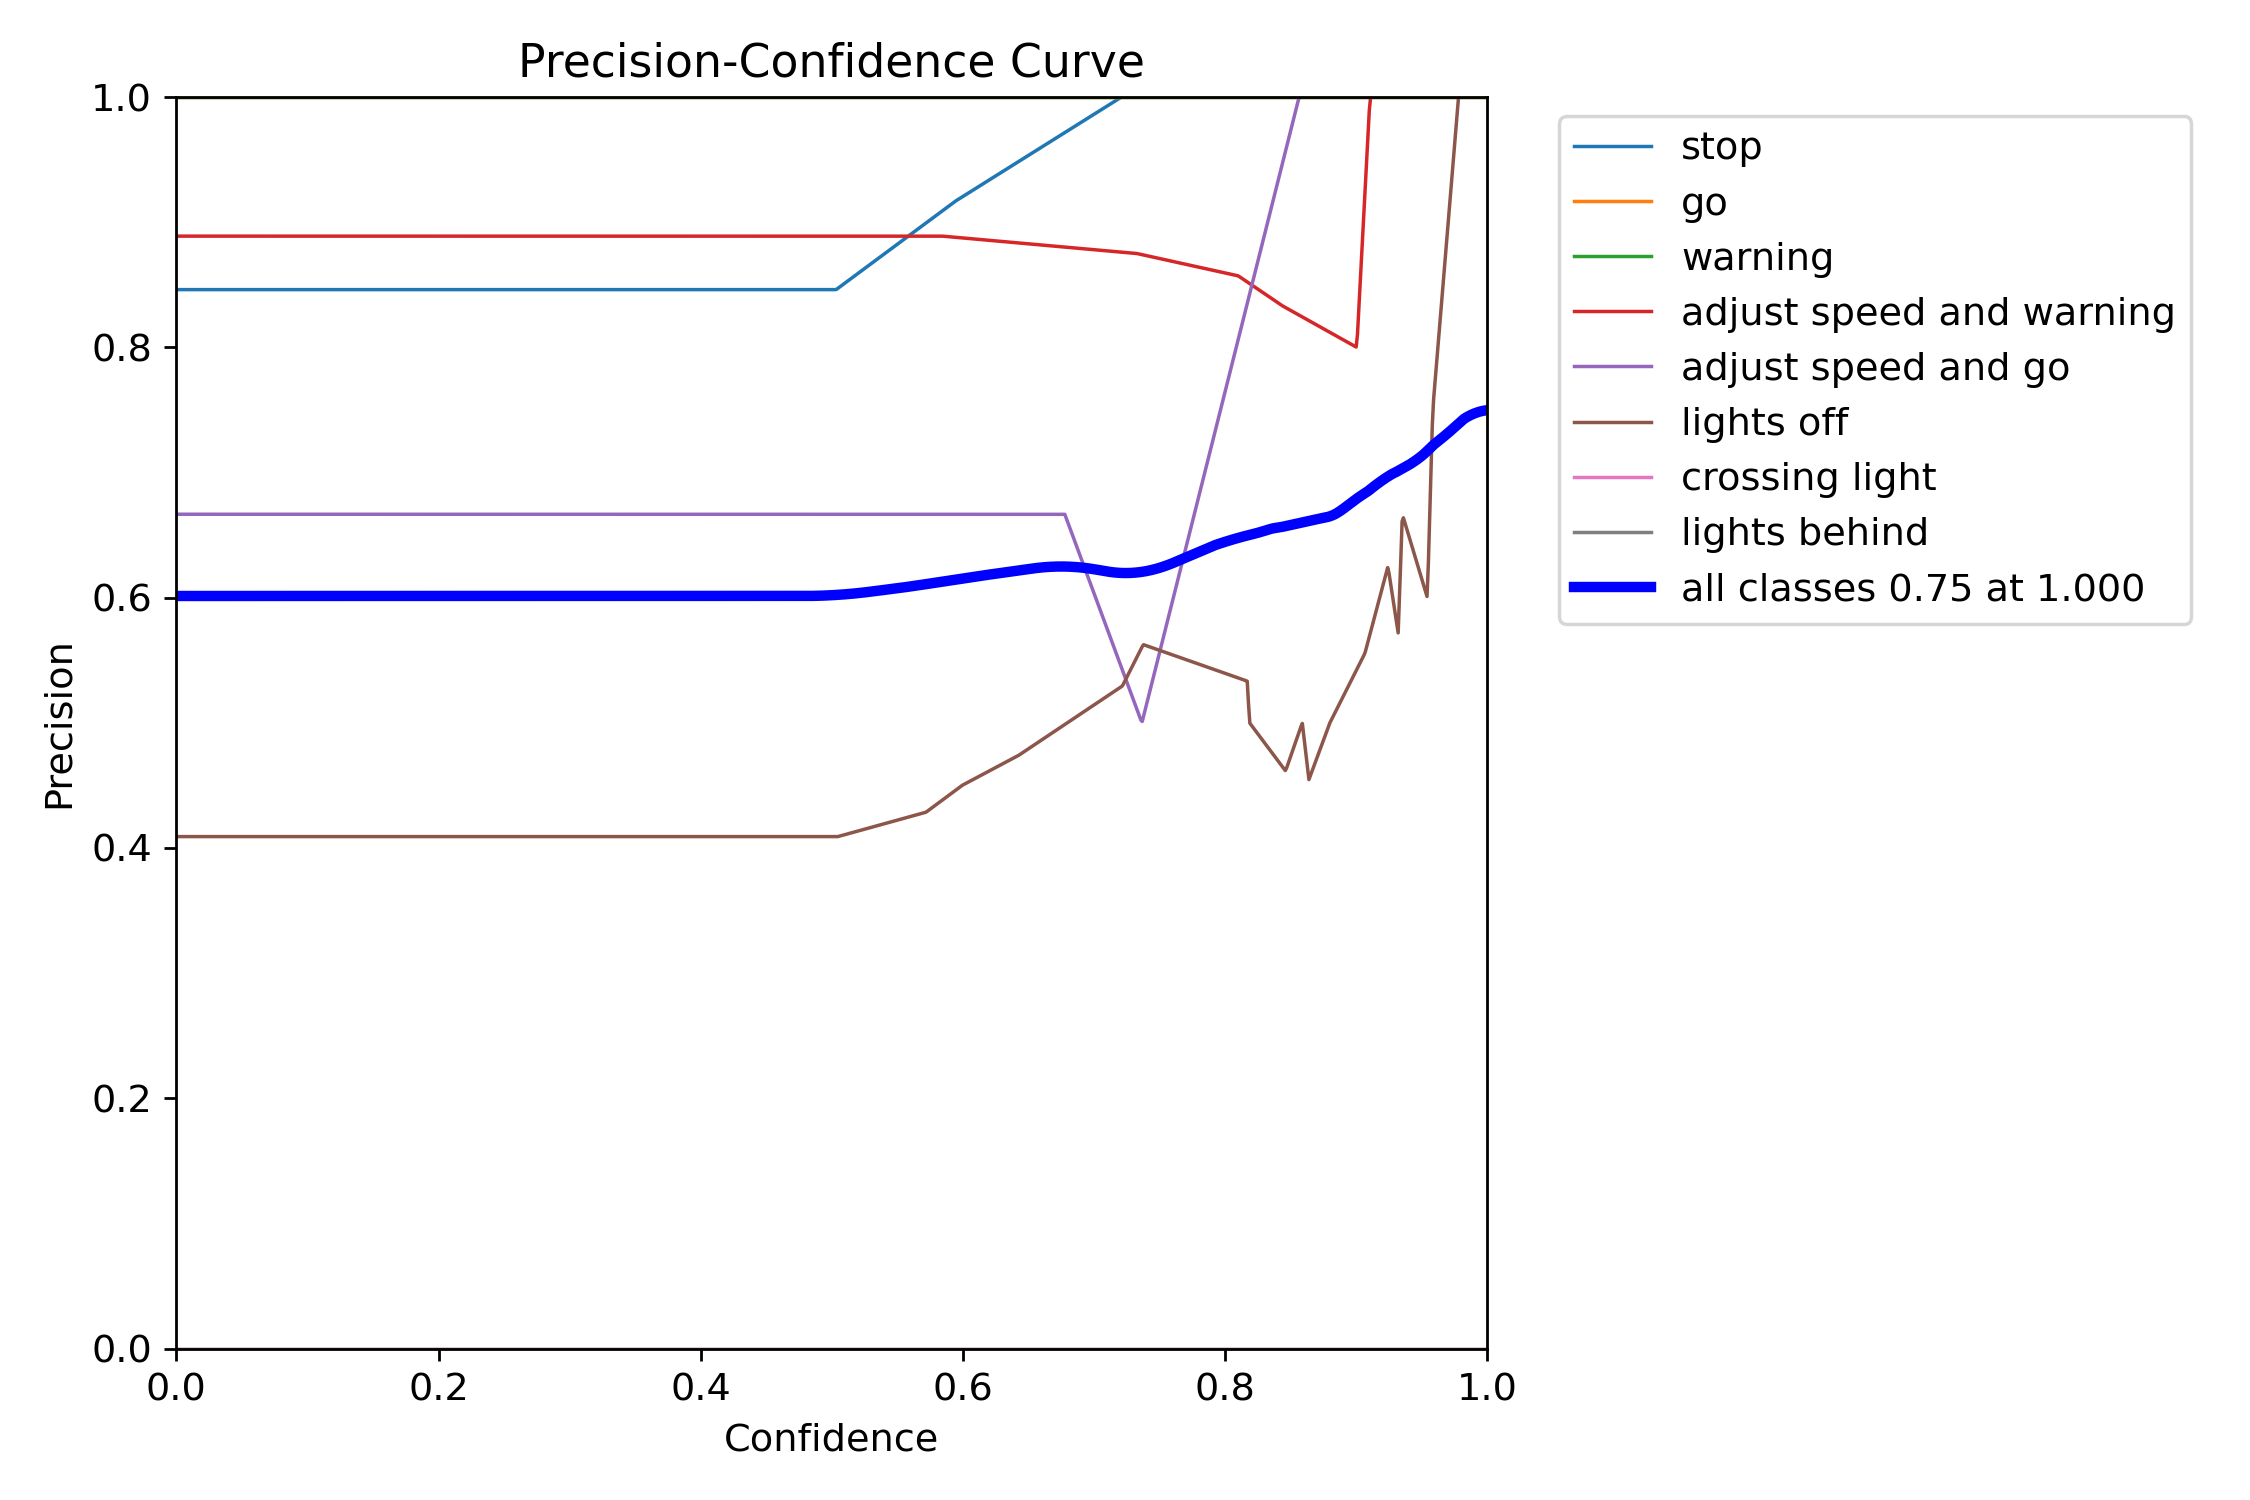 Precision-Confidence Curve
1.0
0.8
0.6
0.4
0.2
0.0
Precision
0.0 0.2 0.4 0.6 0.8 1.0
Confidence
stop
go
warning
adjust speed and warning
adjust speed and go
lights off
crossing light
lights behind
all classes 0.75 at 1.000